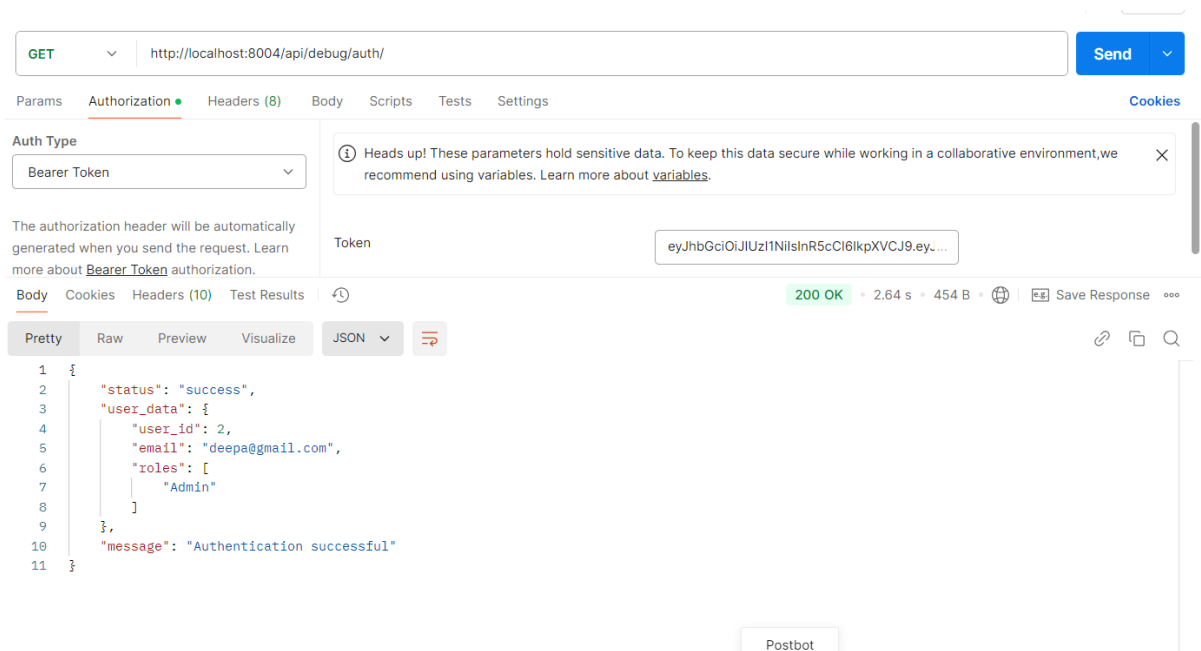 GET http://localhost:8004/api/debug/auth/ Send
Params Authorization Headers (8) Body Scripts Tests Settings Cookies
Auth Type
Bearer Token
Heads up! These parameters hold sensitive data. To keep this data secure while working in a collaborative environment,we
recommend using variables. Learn more about variables.
The authorization header will be automatically
generated when you send the request. Learn
more about Bearer Token authorization.
Token
eyJhbGciOiJIUzI1NiIsInR5cCI6IkpXVCJ9.eyJ...
Body Cookies Headers (10) Test Results 200 OK 2.64 s 454 B e.g. Save Response
Pretty Raw Preview Visualize JSON
1 {
2 "status": "success",
3 "user_data": {
4 "user_id": 2,
5 "email": "deepa@gmail.com",
6 "roles": [
7 "Admin"
8 ]
9 },
10 "message": "Authentication successful"
11 }
Postbot